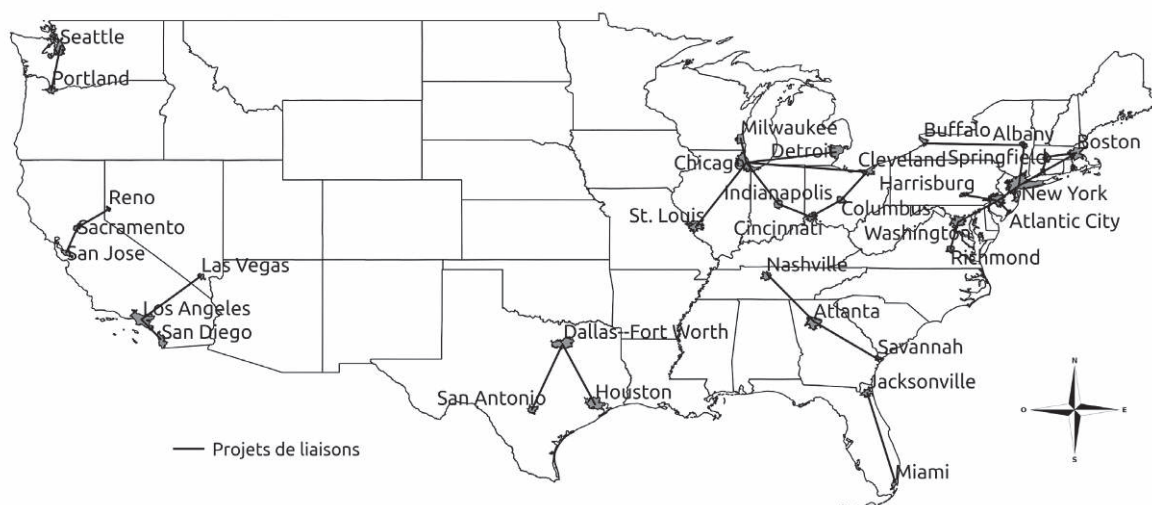 Seattle
Portland
Reno
Sacramento
San Jose
Las Vegas
Los Angeles
San Diego
Dallas--Fort Worth
San Antonio
Houston
Milwaukee
Detroit
Chicago
Cleveland
Indianapolis
Columbus
St. Louis
Cincinnati
Buffalo
Albany
Boston
Springfield
Harrisburg
New York
Atlantic City
Washington
Richmond
Nashville
Atlanta
Savannah
Jacksonville
Miami
Projets de liaisons
N
O
E
S